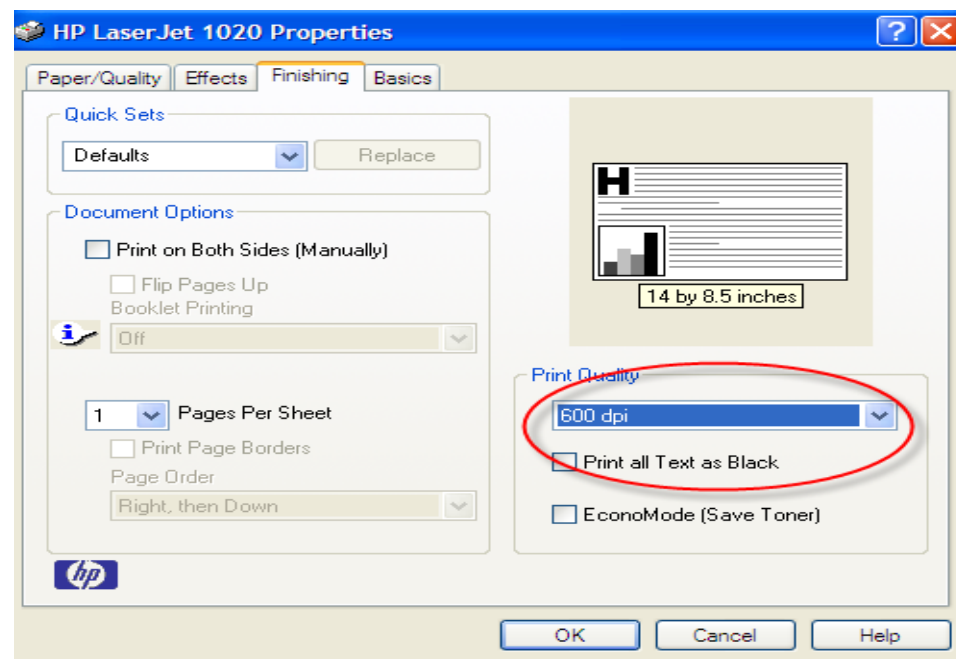 HP LaserJet 1020 Properties
?
Paper/Quality Effects Finishing Basics
Quick Sets
Defaults Replace
Document Options
Print on Both Sides (Manually)
Flip Pages Up
Booklet Printing
Off
1 Pages Per Sheet
Print Page Borders
Page Order
Right, then Down
H
14 by 8.5 inches
Print Quality
600 dpi
Print all Text as Black
EconoMode (Save Toner)
hp
OK Cancel Help